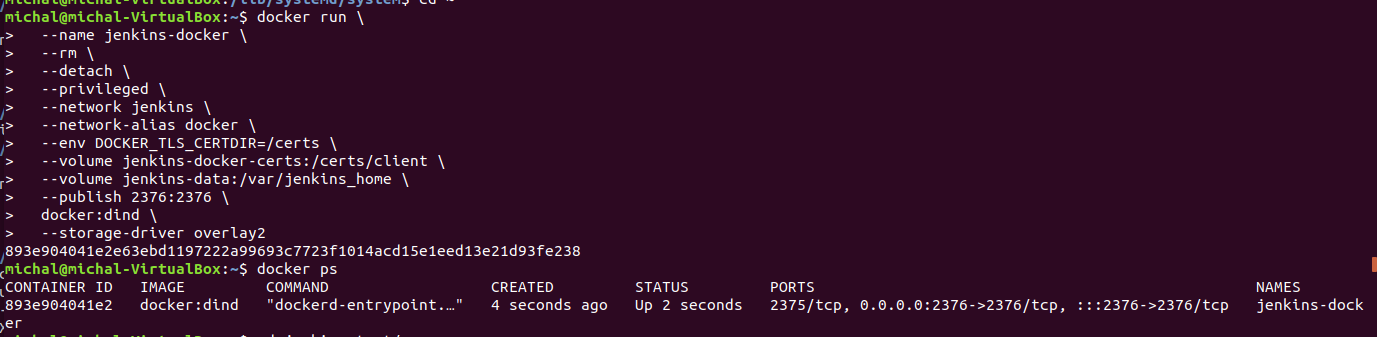 michal@michal-VirtualBox:/lib/systemd/system$ cd ~
michal@michal-VirtualBox:~$ docker run \
>   --name jenkins-docker \
>   --rm \
>   --detach \
>   --privileged \
>   --network jenkins \
>   --network-alias docker \
>   --env DOCKER_TLS_CERTDIR=/certs \
>   --volume jenkins-docker-certs:/certs/client \
>   --volume jenkins-data:/var/jenkins_home \
>   --publish 2376:2376 \
>   docker:dind \
>   --storage-driver overlay2
893e904041e2e63ebd1197222a99693c7723f1014acd15e1eed13e21d93fe238
michal@michal-VirtualBox:~$ docker ps
CONTAINER ID   IMAGE         COMMAND                  CREATED         STATUS         PORTS                                                 NAMES
893e904041e2   docker:dind   "dockerd-entrypoint.…"   4 seconds ago   Up 2 seconds   2375/tcp, 0.0.0.0:2376->2376/tcp, :::2376->2376/tcp   jenkins-dock
er